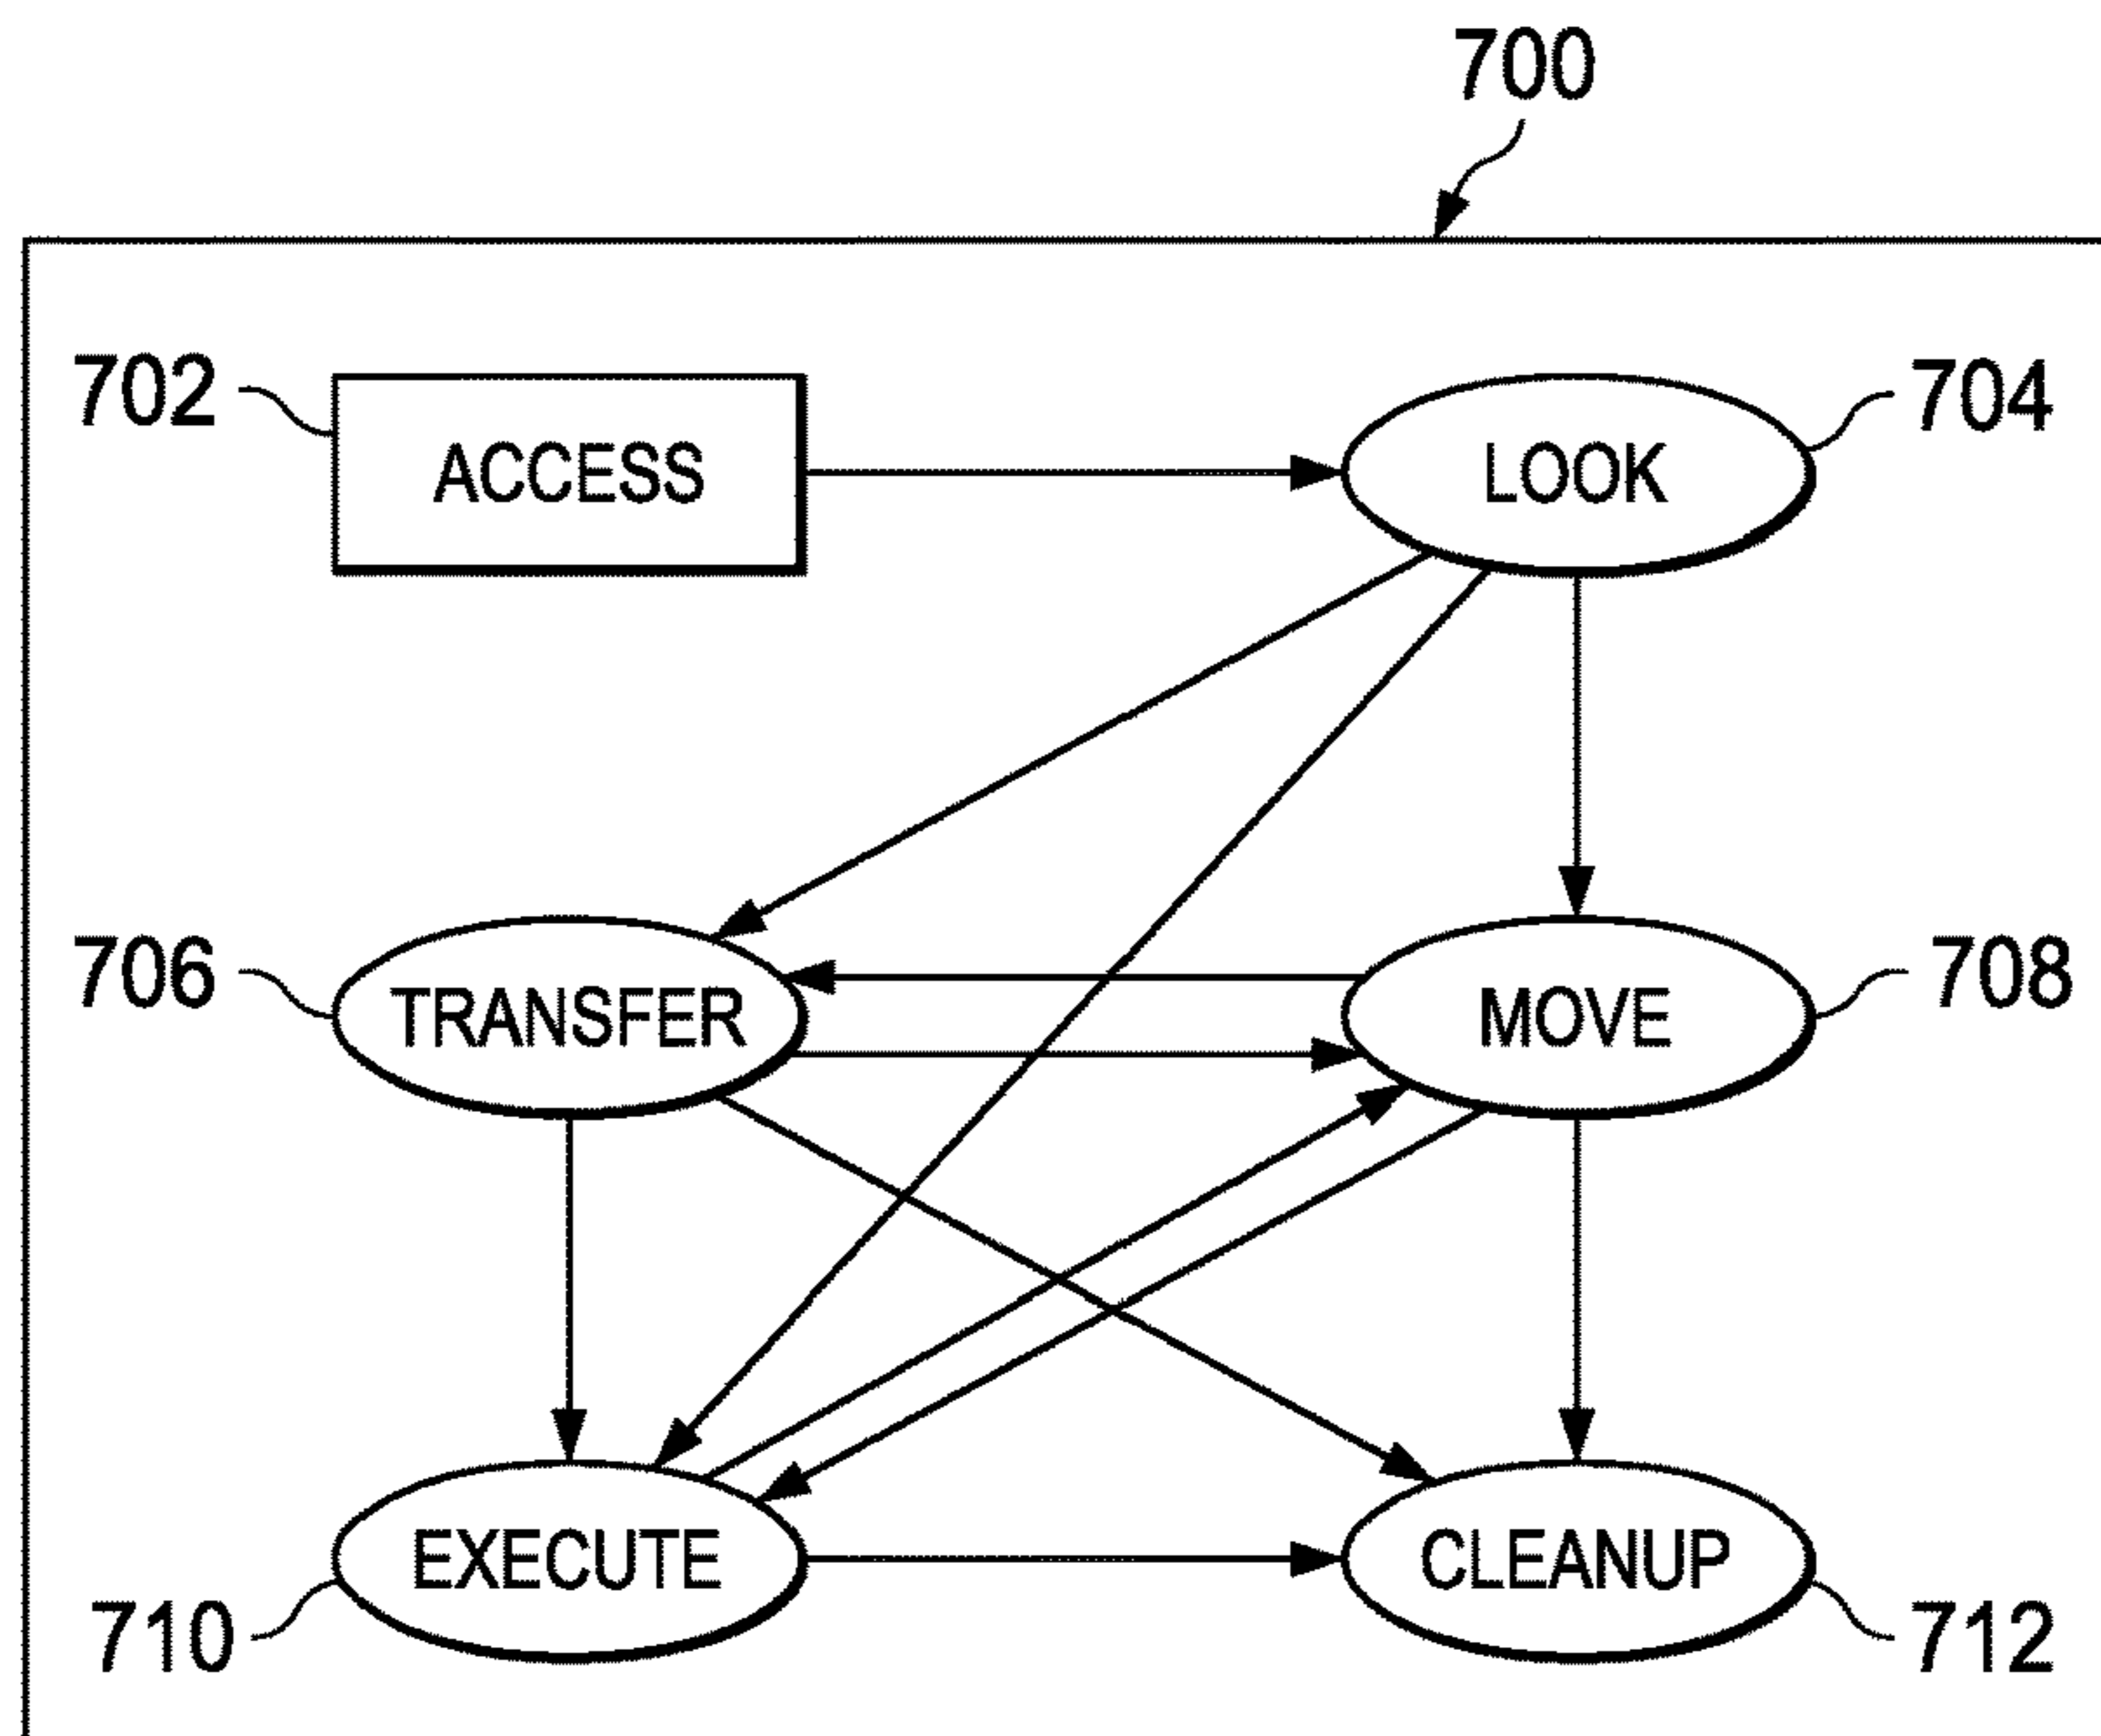 700
702
ACCESS
LOOK
704
706
TRANSFER
MOVE
708
EXECUTE
CLEANUP
710
712